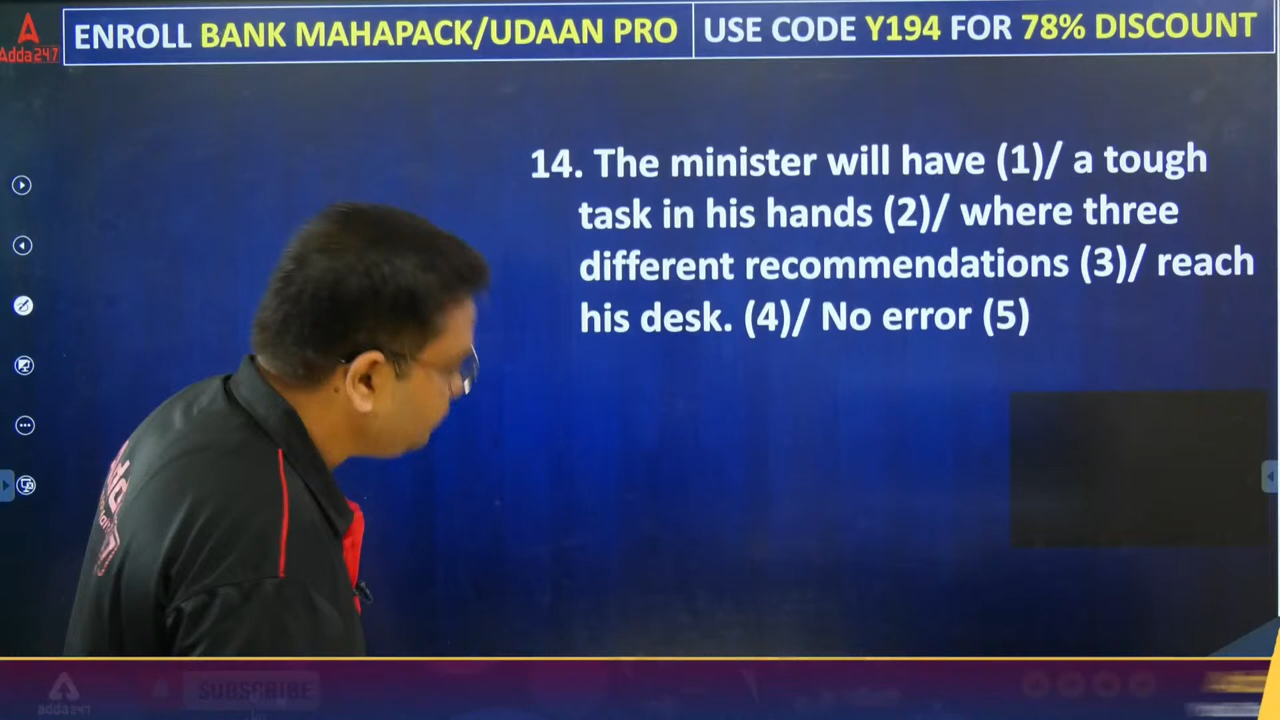 ENROLL BANK MAHAPACK/UDAAN PRO USE CODE Y194 FOR 78% DISCOUNT
Adda247
14. The minister will have (1)/ a tough
task in his hands (2)/ where three
different recommendations (3)/ reach
his desk. (4)/ No error (5)
SUBSCRIBE
adda247